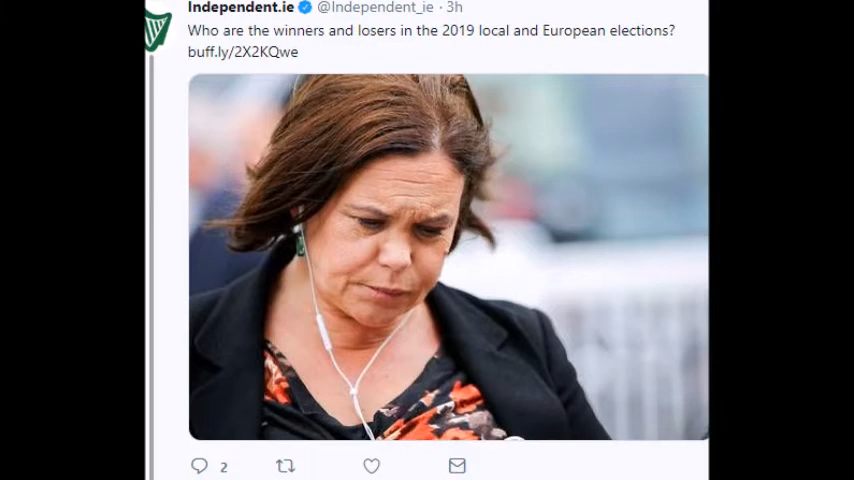 Independent.ie @Independent_ie · 3h
Who are the winners and losers in the 2019 local and European elections?
buff.ly/2X2KQwe
2